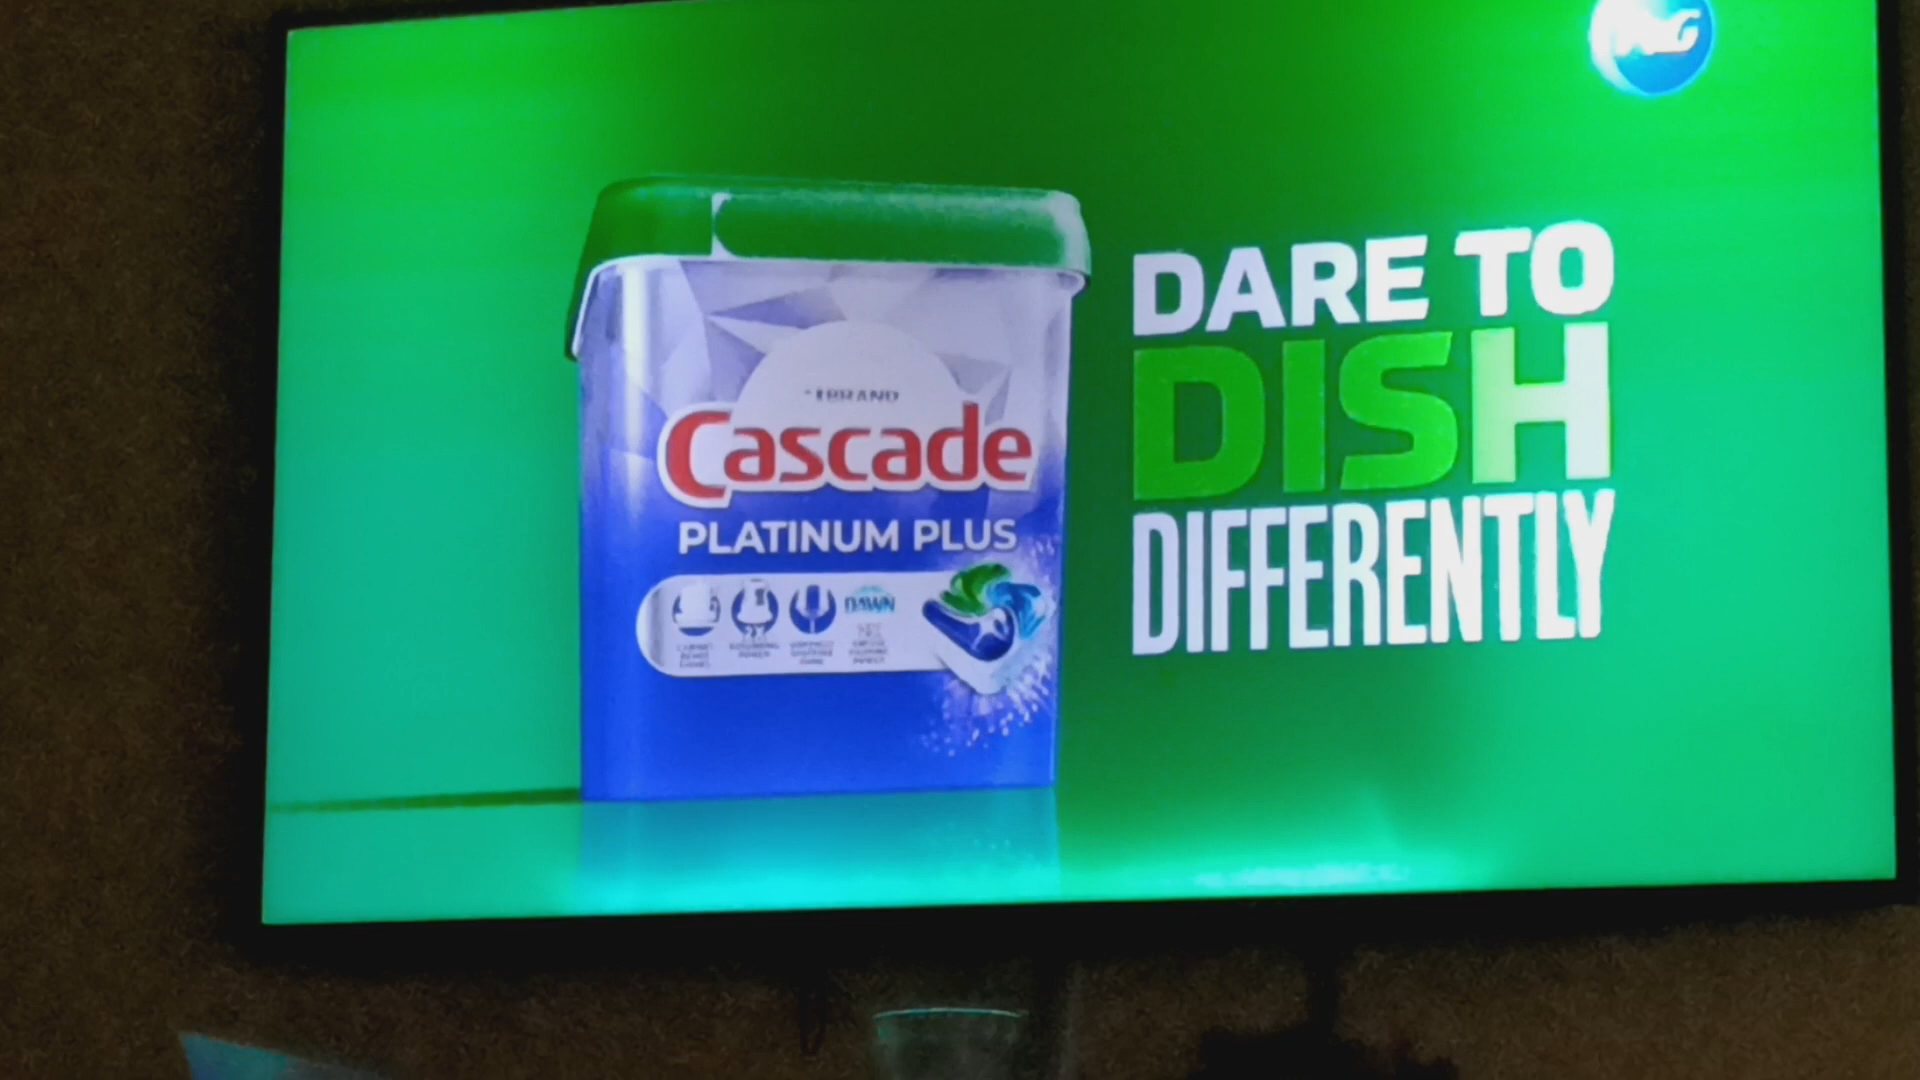 P&G
DARE TO
DISH
DIFFERENTLY
Cascade
PLATINUM PLUS
DAWN